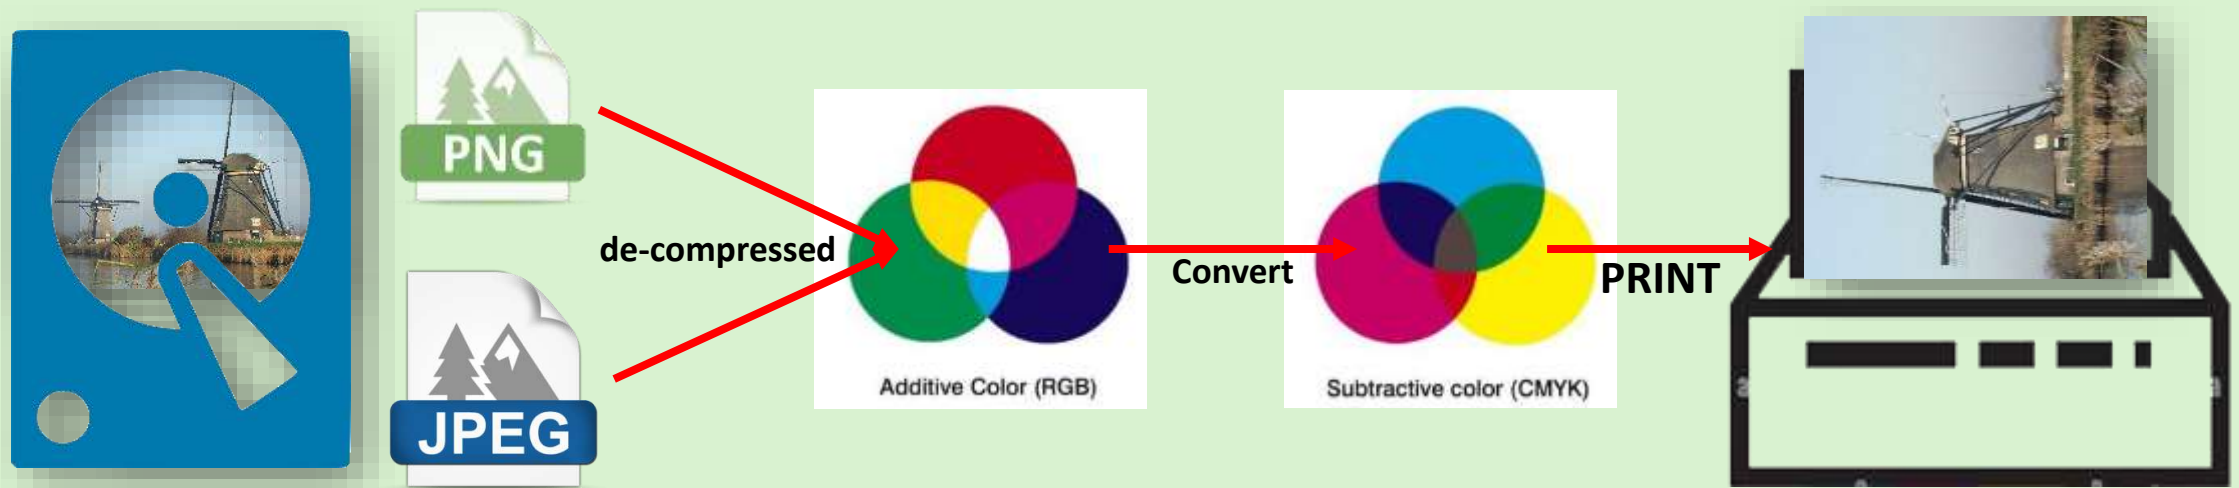 PNG
JPEG
de-compressed
Additive Color (RGB)
Convert
Subtractive color (CMYK)
PRINT